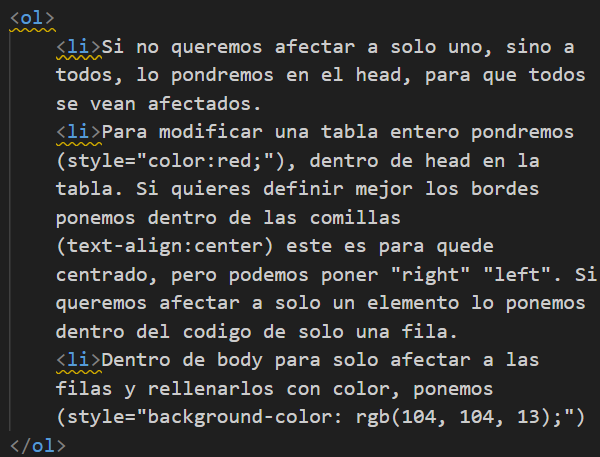 <ol>
<li>Si no queremos afectar a solo uno, sino a
todos, lo pondremos en el head, para que todos
se vean afectados.
<li>Para modificar una tabla entero pondremos
(style="color:red;"), dentro de head en la
tabla. Si quieres definir mejor los bordes
ponemos dentro de las comillas
(text-align:center) este es para quede
centrado, pero podemos poner "right" "left". Si
queremos afectar a solo un elemento lo ponemos
dentro del codigo de solo una fila.
<li>Dentro de body para solo afectar a las
filas y rellenarlos con color, ponemos
(style="background-color: rgb(104, 104, 13);")
</ol>